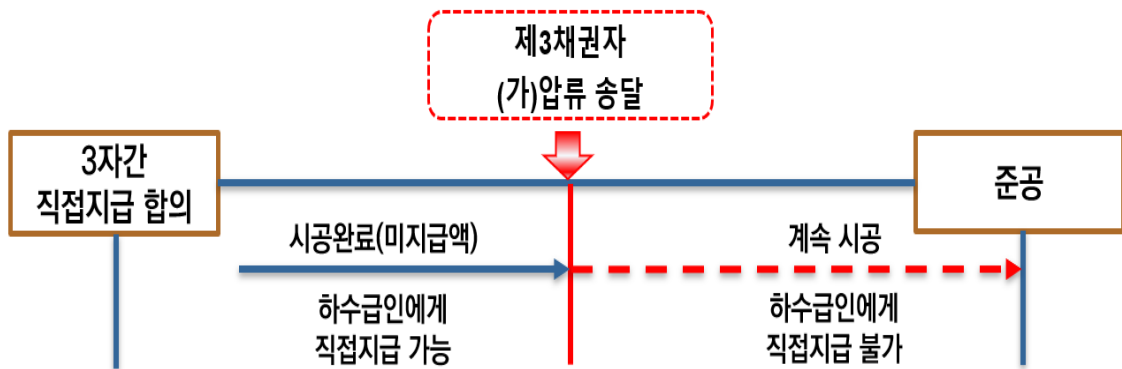 제3채권자
(가)압류 송달
3자간
직접지급 합의
준공
시공완료(미지급액)
계속 시공
하수급인에게
직접지급 가능
하수급인에게
직접지급 불가